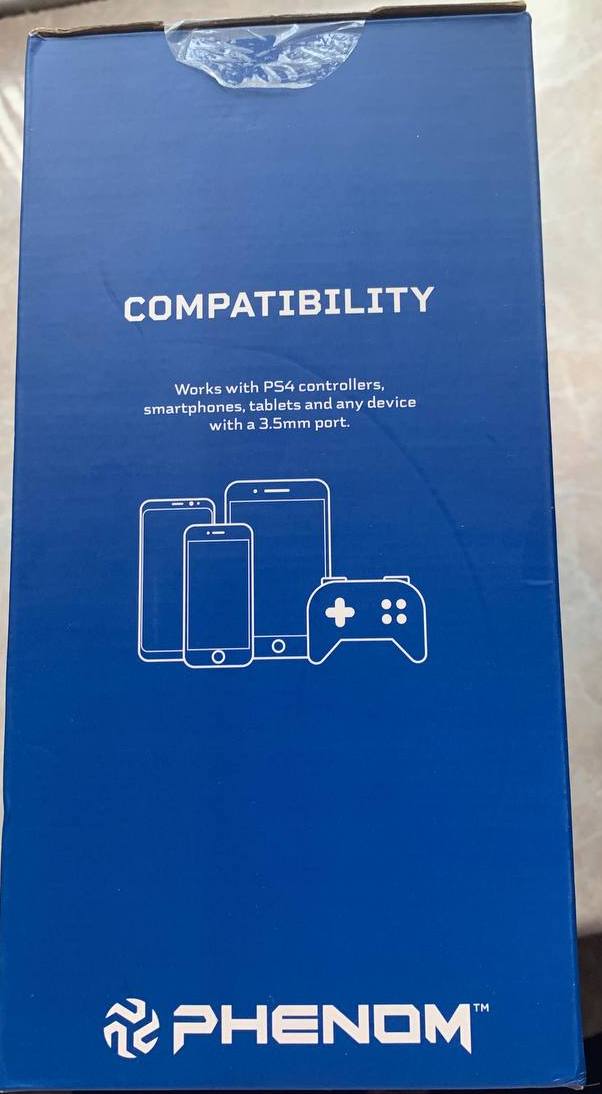 COMPATIBILITY
Works with PS4 controllers,
smartphones, tablets and any device
with a 3.5mm port.
PHENOM™